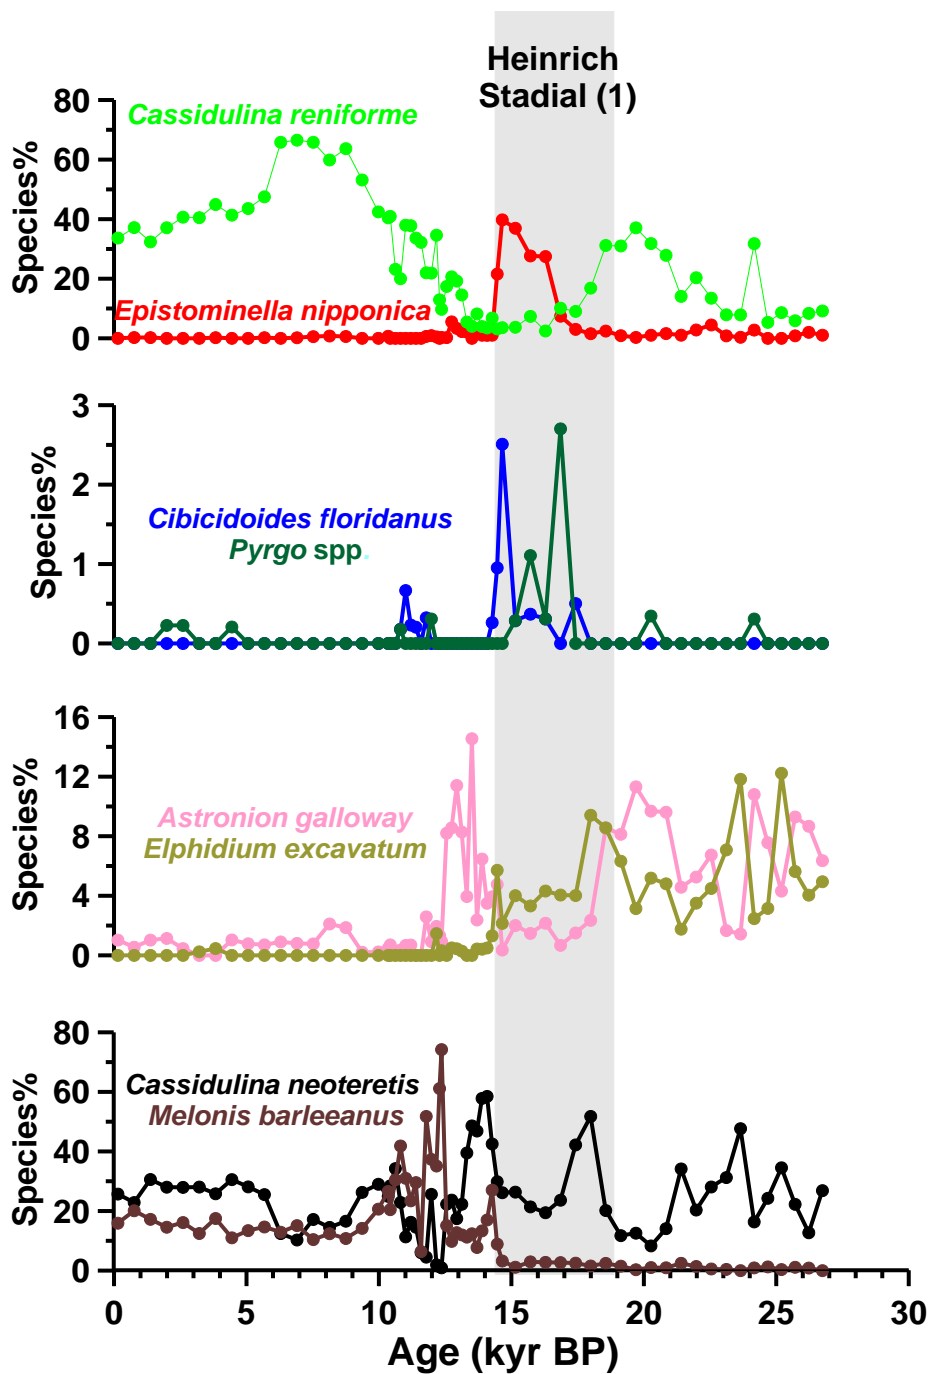 Heinrich
Stadial (1)
80
60
40
20
0
Species%
Cassidulina reniforme
Epistominella nipponica
3
2
1
0
Species%
Cibicidoides floridanus
Pyrgo spp.
16
12
8
4
0
Species%
Astronion galloway
Elphidium excavatum
80
60
40
20
0
Species%
Cassidulina neoteretis
Melonis barleeanus
0 5 10 15 20 25 30
Age (kyr BP)